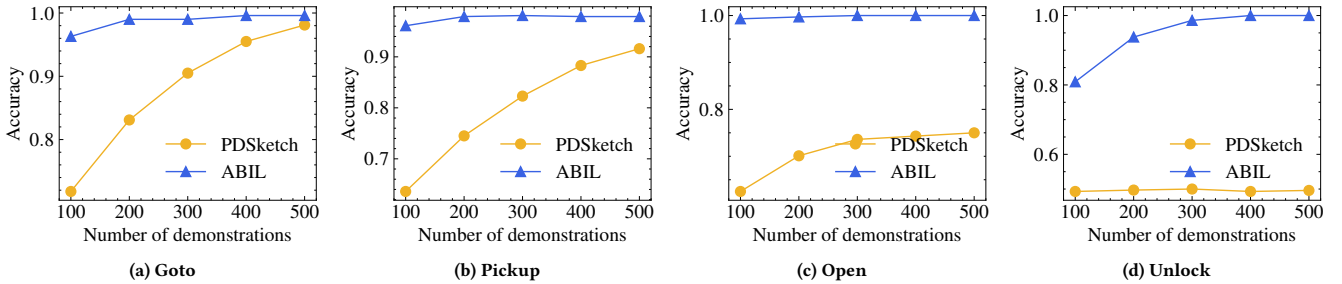 1.0
0.9
0.8
Accuracy
PDSketch
ABIL
100 200 300 400 500
Number of demonstrations
(a) Goto
0.9
0.8
0.7
Accuracy
PDSketch
ABIL
100 200 300 400 500
Number of demonstrations
(b) Pickup
1.0
0.8
Accuracy
PDSketch
ABIL
100 200 300 400 500
Number of demonstrations
(c) Open
1.0
0.8
0.6
Accuracy
PDSketch
ABIL
100 200 300 400 500
Number of demonstrations
(d) Unlock